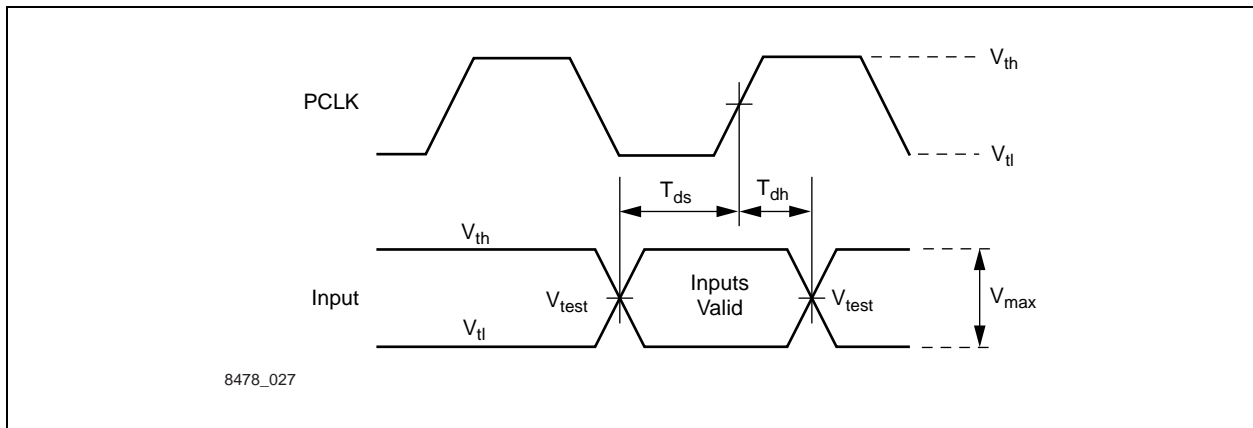 V_th
PCLK
V_tl
T_ds T_dh
V_th
Input
V_test
Inputs
Valid
V_test
V_max
V_tl
8478_027